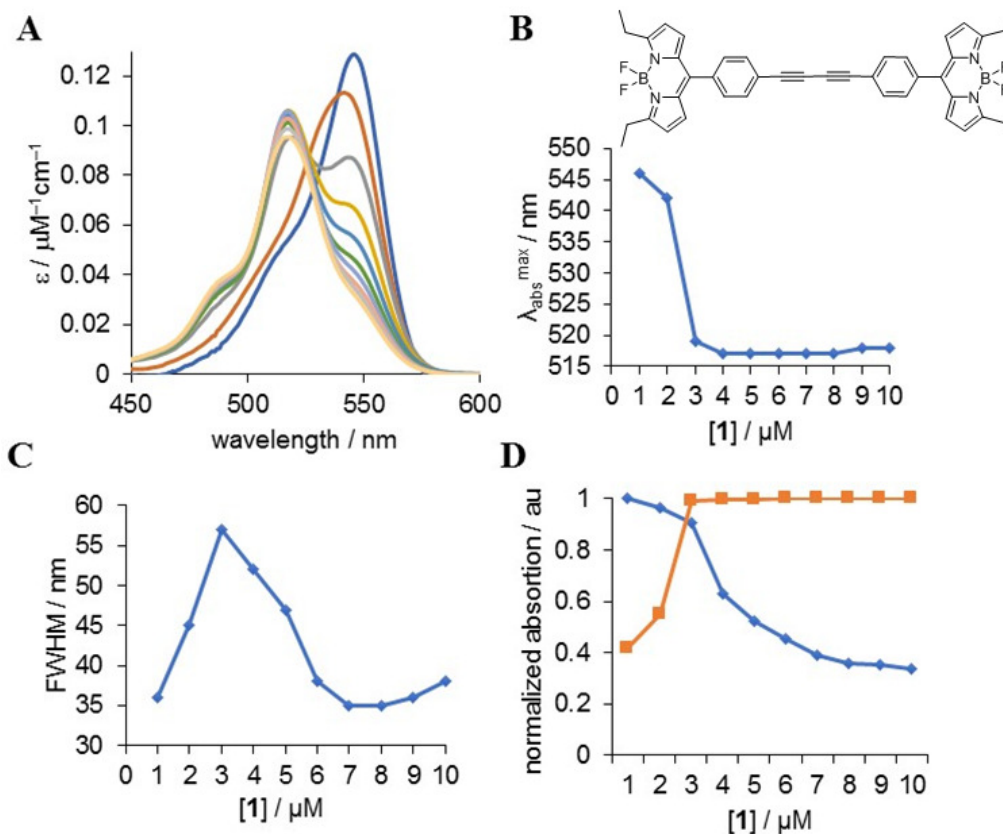 A
0.12
0.1
0.08
0.06
0.04
0.02
0
450 500 550 600
ε / μM⁻¹cm⁻¹
wavelength / nm
B
F F
B B
F F
N N
N N
550
545
540
535
530
525
520
515
0 1 2 3 4 5 6 7 8 9 10
λabs max / nm
[1] / μM
C
60
55
50
45
40
35
30
0 1 2 3 4 5 6 7 8 9 10
FWHM / nm
[1] / μM
D
1
0.8
0.6
0.4
0.2
0
1 2 3 4 5 6 7 8 9 10
normalized absortion / au
[1] / μM